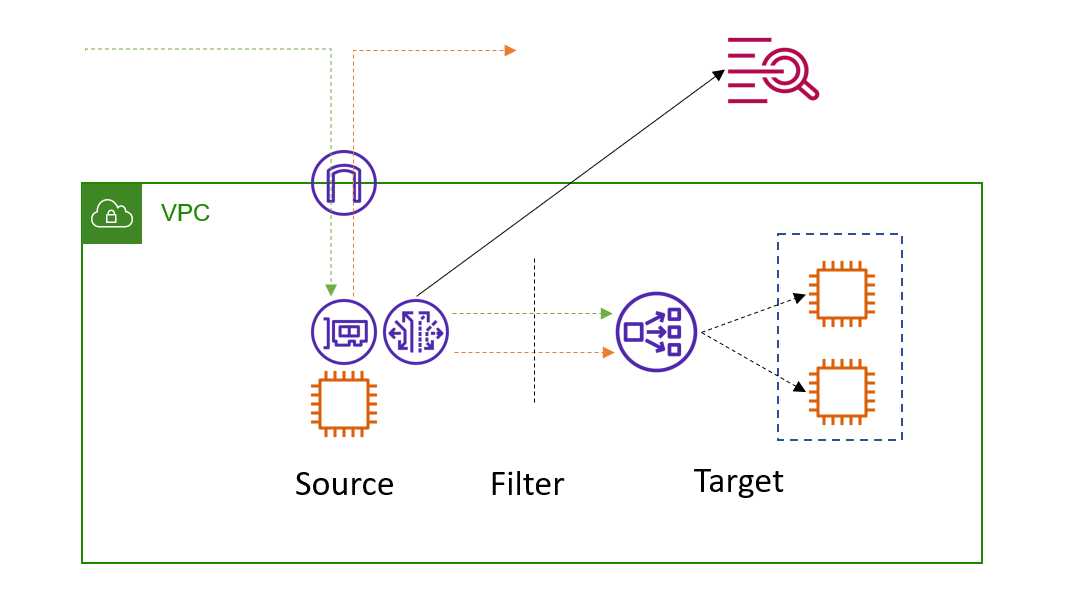 VPC
Source
Filter
Target